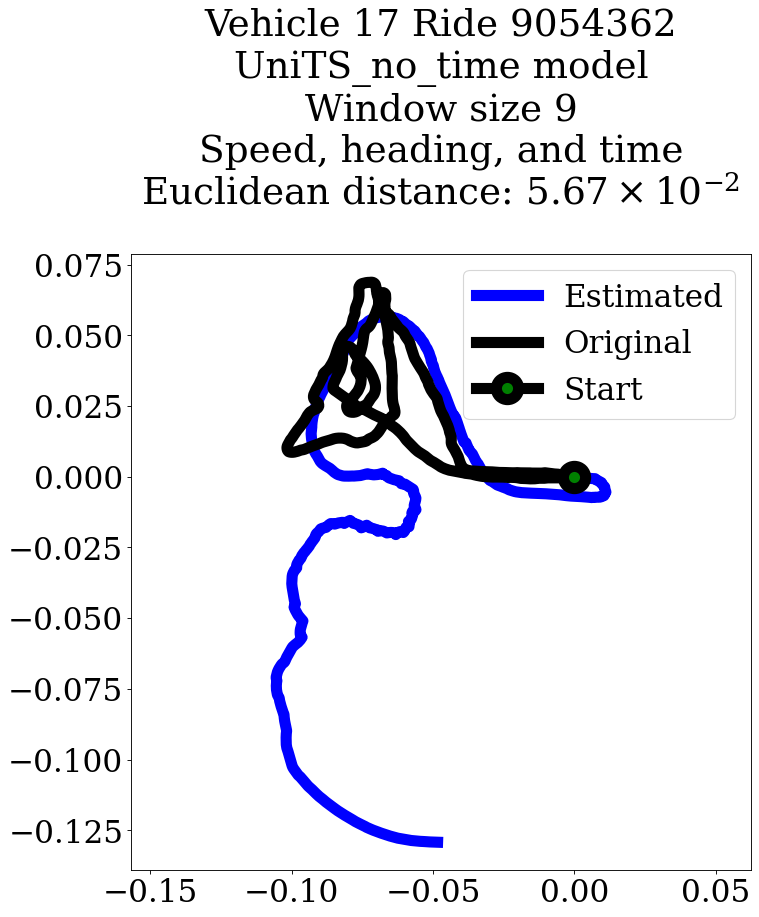 Vehicle 17 Ride 9054362
UniTS_no_time model
Window size 9
Speed, heading, and time
Euclidean distance: 5.67 × 10⁻²
Estimated
Original
Start
0.075
0.050
0.025
0.000
−0.025
−0.050
−0.075
−0.100
−0.125
−0.15 −0.10 −0.05 0.00 0.05